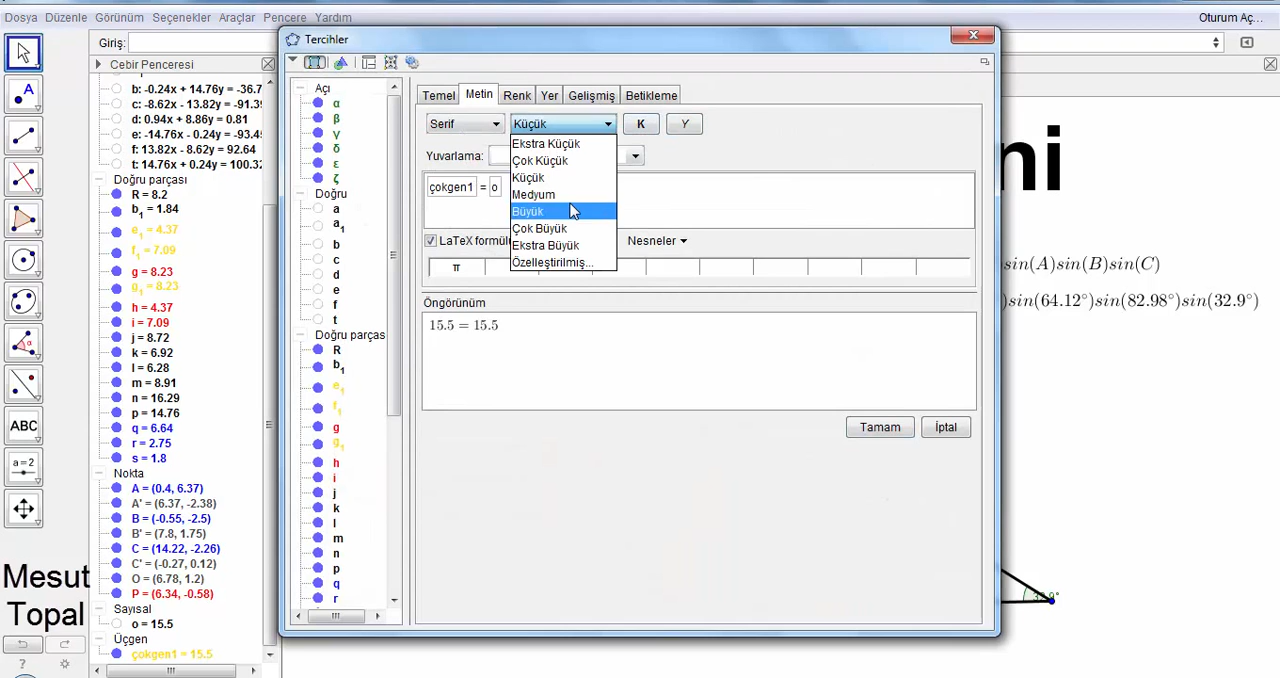 Dosya Düzenle Görünüm Seçenekler Araçlar Pencere Yardım
Oturum Aç...
Giriş:
Cebir Penceresi
b: -0.24x + 14.76y = -36.7
c: -8.62x - 13.82y = -91.39
d: 0.94x + 8.86y = 0.81
e: -14.76x - 0.24y = -93.45
f: 13.82x - 8.62y = 92.64
t: 14.76x + 0.24y = 100.32
Doğru parçası
R = 8.2
b1 = 1.84
e1 = 4.37
f1 = 7.09
g = 8.23
g1 = 8.23
h = 4.37
i = 7.09
j = 8.72
k = 6.92
l = 6.28
m = 8.91
n = 16.29
p = 14.76
q = 6.64
r = 2.75
s = 1.8
Nokta
A = (0.4, 6.37)
A' = (6.37, -2.38)
B = (-0.55, -2.5)
B' = (7.8, 1.75)
C = (14.22, -2.26)
C' = (-0.27, 0.12)
O = (6.78, 1.2)
P = (6.34, -0.58)
Sayısal
o = 15.5
Üçgen
çokgen1 = 15.5
ABC
a=2
Mesut
Topal
?
Tercihler
Açı
α
β
γ
δ
ε
ζ
Doğru
a
a1
b
c
d
e
f
t
Doğru parças
R
b1
e1
f1
g
g1
h
i
j
k
l
m
n
p
q
r
Temel Metin Renk Yer Gelişmiş Betikleme
Serif Küçük K Y
Ekstra Küçük
Çok Küçük
Küçük
Medyum
Büyük
Çok Büyük
Ekstra Büyük
Özelleştirilmiş...
Yuvarlama:
çokgen1 = o
LaTeX formülü Nesneler
π
Öngörünüm
15.5 = 15.5
Tamam İptal
ni
sin(A)sin(B)sin(C)
)sin(64.12°)sin(82.98°)sin(32.9°)
32.9°